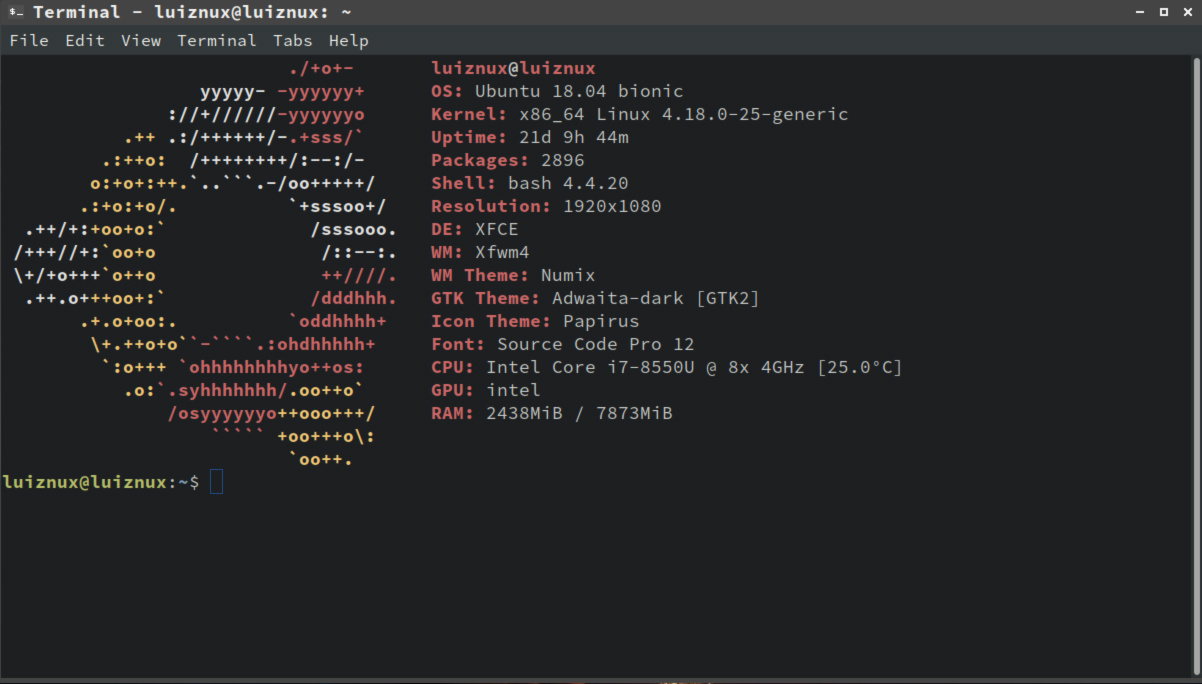 Terminal - luiznux@luiznux: ~
File Edit View Terminal Tabs Help
                          ./+o+-       luiznux@luiznux
                  yyyyy- -yyyyyy+      OS: Ubuntu 18.04 bionic
               ://+//////-yyyyyyo      Kernel: x86_64 Linux 4.18.0-25-generic
           .++ .:/++++++/-.+sss/`      Uptime: 21d 9h 44m
         .:++o:  /++++++++/:--:/-      Packages: 2896
        o:+o+:++.`..```.-/oo+++++/     Shell: bash 4.4.20
       .:+o:+o/.          `+sssoo+/    Resolution: 1920x1080
  .++/+:+oo+o:`             /sssooo.   DE: XFCE
 /+++//+:`oo+o               /::--:.   WM: Xfwm4
 \+/+o+++`o++o               ++////.   WM Theme: Numix
  .++.o+++oo+:`             /dddhhh.   GTK Theme: Adwaita-dark [GTK2]
       .+.o+oo:.          `oddhhhh+    Icon Theme: Papirus
        \+.++o+o``-````.:ohdhhhhh+     Font: Source Code Pro 12
         `:o+++ `ohhhhhhhhyo++os:      CPU: Intel Core i7-8550U @ 8x 4GHz [25.0°C]
           .o:`.syhhhhhhh/.oo++o`      GPU: intel
               /osyyyyyyo++ooo+++/     RAM: 2438MiB / 7873MiB
                   ````` +oo+++o\:
                          `oo++.
luiznux@luiznux:~$